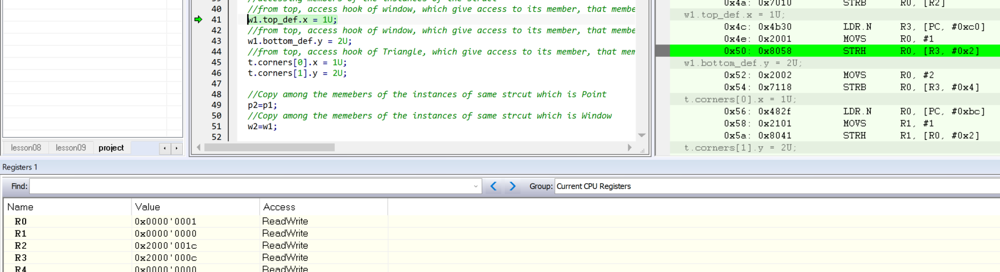 //accessing members of the instances of the struct
40 //from top, access hook of window, which give access to its member, that membe
41 w1.top_def.x = 1U;
42 //from top, access hook of window, which give access to its member, that membe
43 w1.bottom_def.y = 2U;
44 //from top, access hook of Triangle, which give access to its member, that mem
45 t.corners[0].x = 1U;
46 t.corners[1].y = 2U;
47
48 //Copy among the memebers of the instances of same strcut which is Point
49 p2=p1;
50 //Copy among the memebers of the instances of same strcut which is Window
51 w2=w1;
52
lesson08 lesson09 project
0x4a: 0x7010 STRB R0, [R2]
w1.top_def.x = 1U;
0x4c: 0x4b30 LDR.N R3, [PC, #0xc0]
0x4e: 0x2001 MOVS R0, #1
0x50: 0x8058 STRH R0, [R3, #0x2]
w1.bottom_def.y = 2U;
0x52: 0x2002 MOVS R0, #2
0x54: 0x7118 STRB R0, [R3, #0x4]
t.corners[0].x = 1U;
0x56: 0x482f LDR.N R0, [PC, #0xbc]
0x58: 0x2101 MOVS R1, #1
0x5a: 0x8041 STRH R1, [R0, #0x2]
t.corners[1].y = 2U;
Registers 1
Find: Group: Current CPU Registers
Name Value Access
R0 0x0000'0001 ReadWrite
R1 0x0000'0000 ReadWrite
R2 0x2000'001c ReadWrite
R3 0x2000'000c ReadWrite
R4 0x0000'0000 ReadWrite